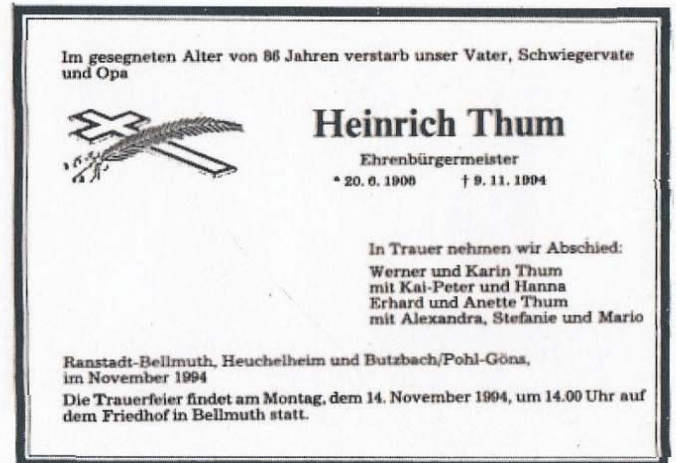 Im gesegneten Alter von 86 Jahren verstarb unser Vater, Schwiegervate
und Opa
Heinrich Thum
Ehrenbürgermeister
* 20. 6. 1908 † 9. 11. 1994
In Trauer nehmen wir Abschied:
Werner und Karin Thum
mit Kai-Peter und Hanna
Erhard und Anette Thum
mit Alexandra, Stefanie und Mario
Ranstadt-Bellmuth, Heuchelheim und Butzbach/Pohl-Göns,
im November 1994
Die Trauerfeier findet am Montag, dem 14. November 1994, um 14.00 Uhr auf
dem Friedhof in Bellmuth statt.